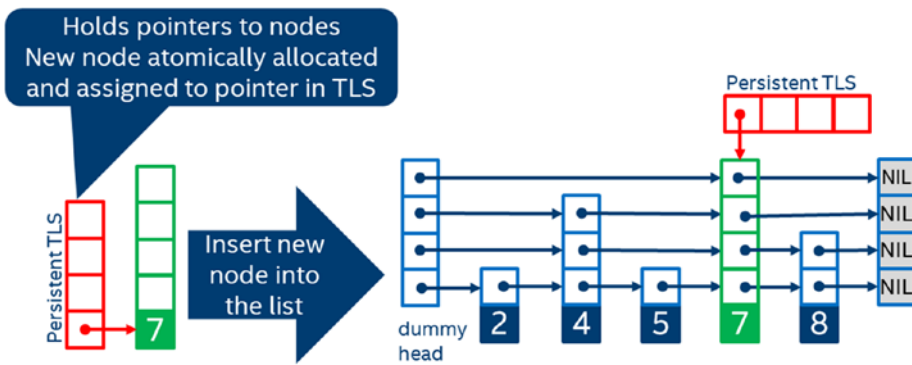 Holds pointers to nodes
New node atomically allocated
and assigned to pointer in TLS
Persistent TLS
7
Insert new
node into
the list
Persistent TLS
NIL
NIL
NIL
NIL
dummy
head
2
4
5
7
8